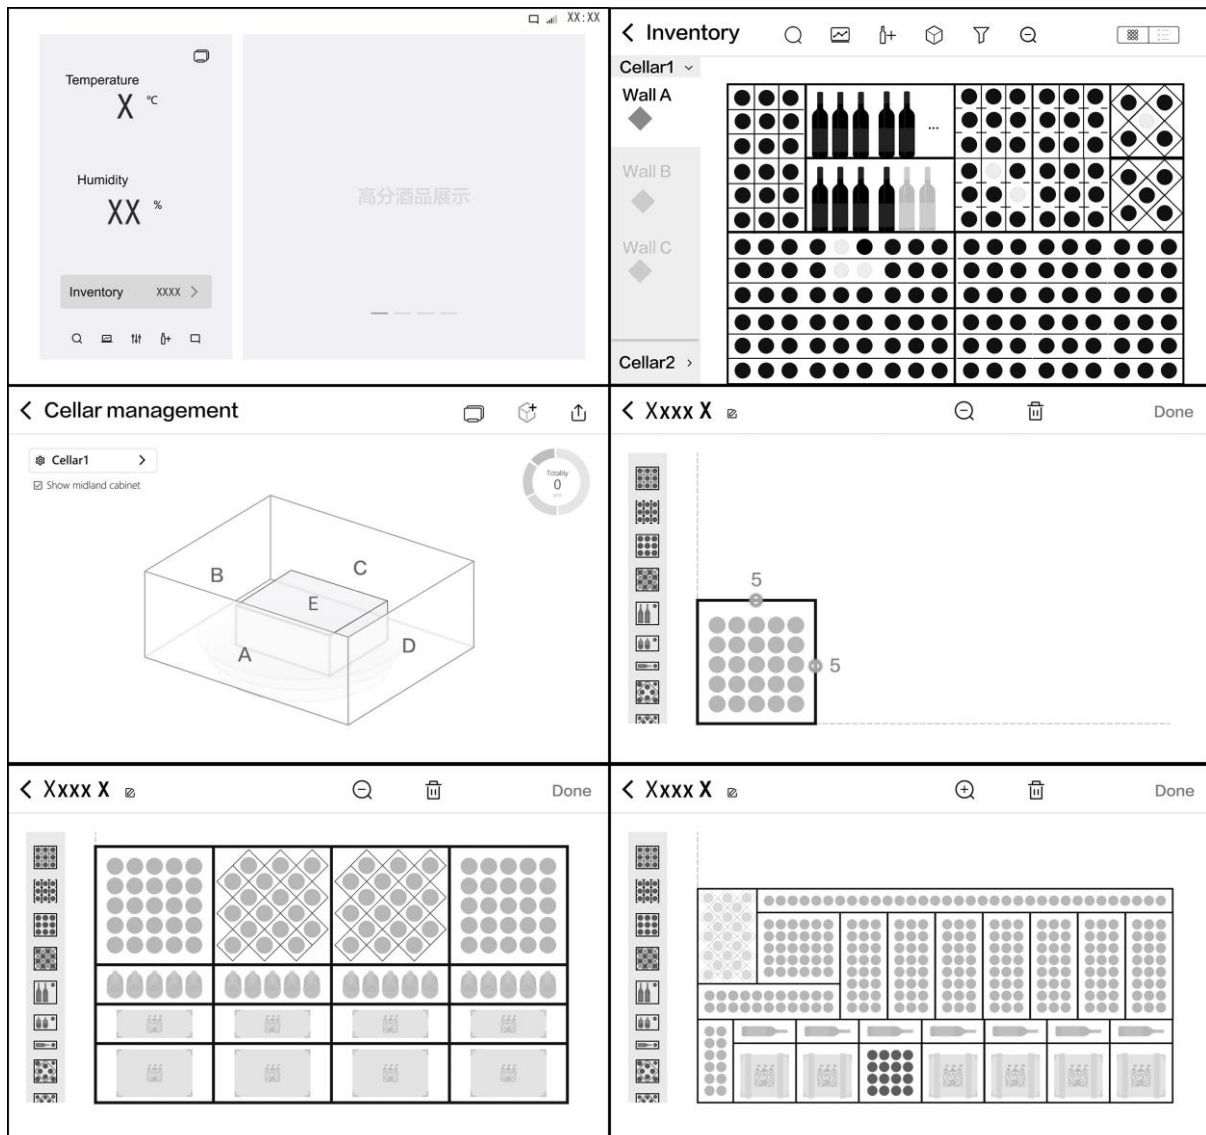 XX:XX
Temperature
X °C
Humidity
XX %
Inventory XXXX >
高分酒品展示
< Inventory
Cellar1
Wall A
...
Wall B
Wall C
Cellar2 >
< Cellar management
Cellar1 >
Show midland cabinet
Totality
0
pcs
B
C
E
A
D
< Xxxx X
Done
5
5
< Xxxx X
Done
< Xxxx X
Done